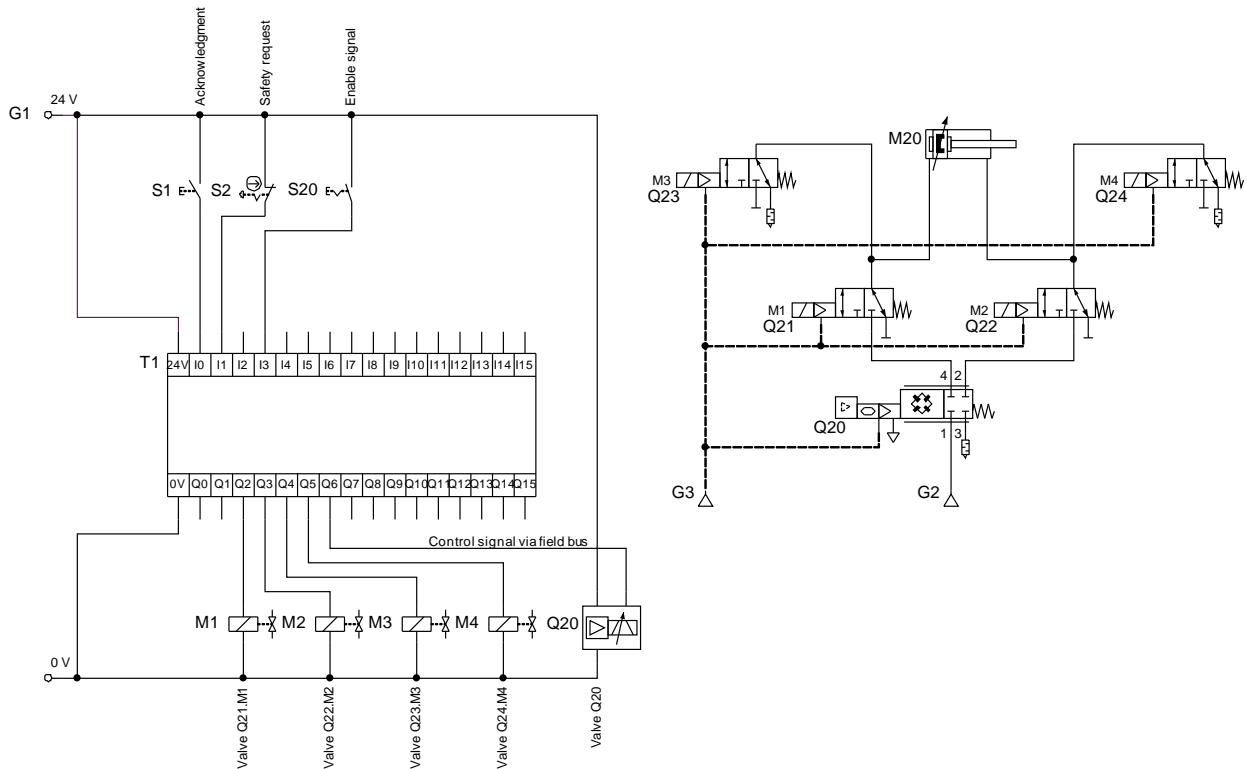 Acknowledgment
Safety request
Enable signal
24 V
G1
S1
S2
S20
T1
24V I0 I1 I2 I3 I4 I5 I6 I7 I8 I9 I10 I11 I12 I13 I14 I15
0V Q0 Q1 Q2 Q3 Q4 Q5 Q6 Q7 Q8 Q9 Q10 Q11 Q12 Q13 Q14 Q15
Control signal via field bus
M1
M2
M3
M4
Q20
0 V
Valve Q21.M1
Valve Q22.M2
Valve Q23.M3
Valve Q24.M4
Valve Q20
M20
M3
Q23
M4
Q24
M1
Q21
M2
Q22
4 2
Q20
1 3
G3
G2